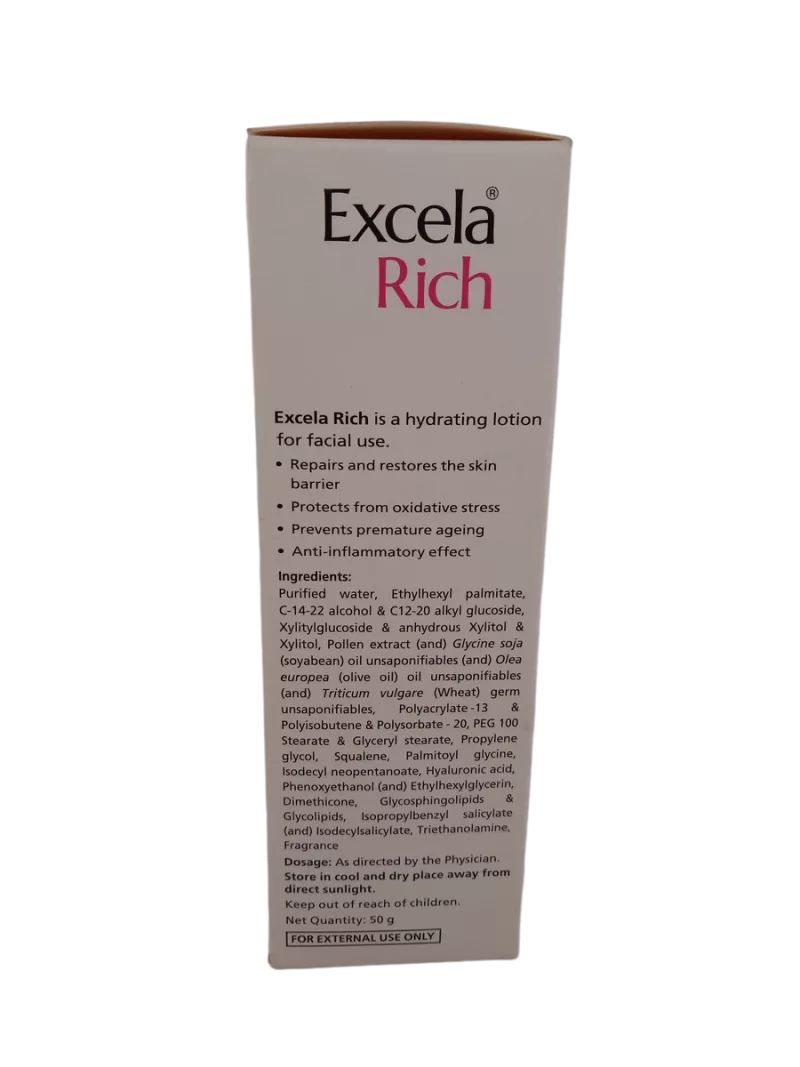 Excela®
Rich
Excela Rich is a hydrating lotion
for facial use.
• Repairs and restores the skin
barrier
• Protects from oxidative stress
• Prevents premature ageing
• Anti-inflammatory effect
Ingredients:
Purified water, Ethylhexyl palmitate,
C-14-22 alcohol & C12-20 alkyl glucoside,
Xylitylglucoside & anhydrous Xylitol &
Xylitol, Pollen extract (and) Glycine soja
(soyabean) oil unsaponifiables (and) Olea
europea (olive oil) oil unsaponifiables
(and) Triticum vulgare (Wheat) germ
unsaponifiables, Polyacrylate -13 &
Polyisobutene & Polysorbate - 20, PEG 100
Stearate & Glyceryl stearate, Propylene
glycol, Squalene, Palmitoyl glycine,
Isodecyl neopentanoate, Hyaluronic acid,
Phenoxyethanol (and) Ethylhexylglycerin,
Dimethicone, Glycosphingolipids &
Glycolipids, Isopropylbenzyl salicylate
(and) Isodecylsalicylate, Triethanolamine,
Fragrance
Dosage: As directed by the Physician.
Store in cool and dry place away from
direct sunlight.
Keep out of reach of children.
Net Quantity: 50 g
FOR EXTERNAL USE ONLY